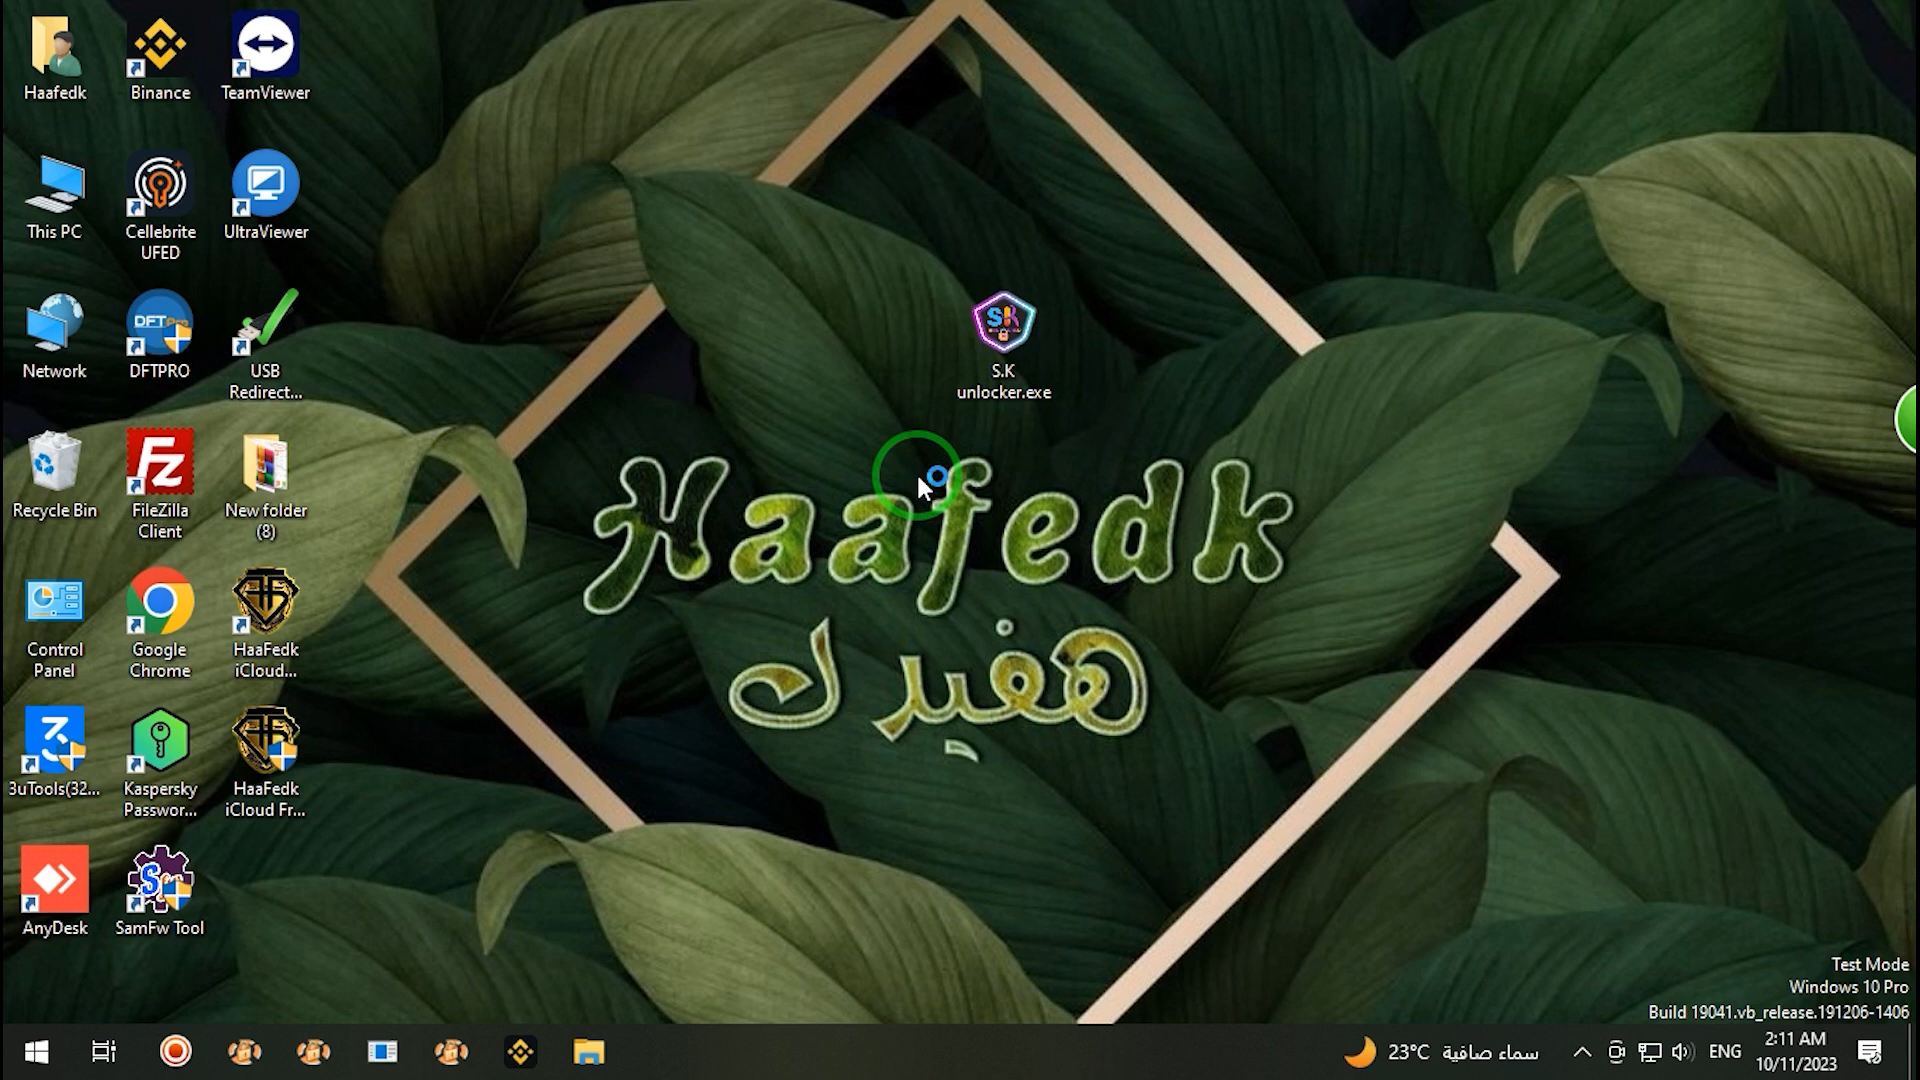 Haafedk
Binance
TeamViewer
This PC
Cellebrite
UFED
UltraViewer
Network
DFTPRO
USB
Redirect...
S.K
unlocker.exe
Recycle Bin
FileZilla
Client
New folder
(8)
Haafedk
هفيدك
Control
Panel
Google
Chrome
HaaFedk
iCloud...
3uTools(32...
Kaspersky
Passwor...
HaaFedk
iCloud Fr...
AnyDesk
SamFw Tool
Test Mode
Windows 10 Pro
Build 19041.vb_release.191206-1406
23°C سماء صافية
ENG
2:11 AM
10/11/2023